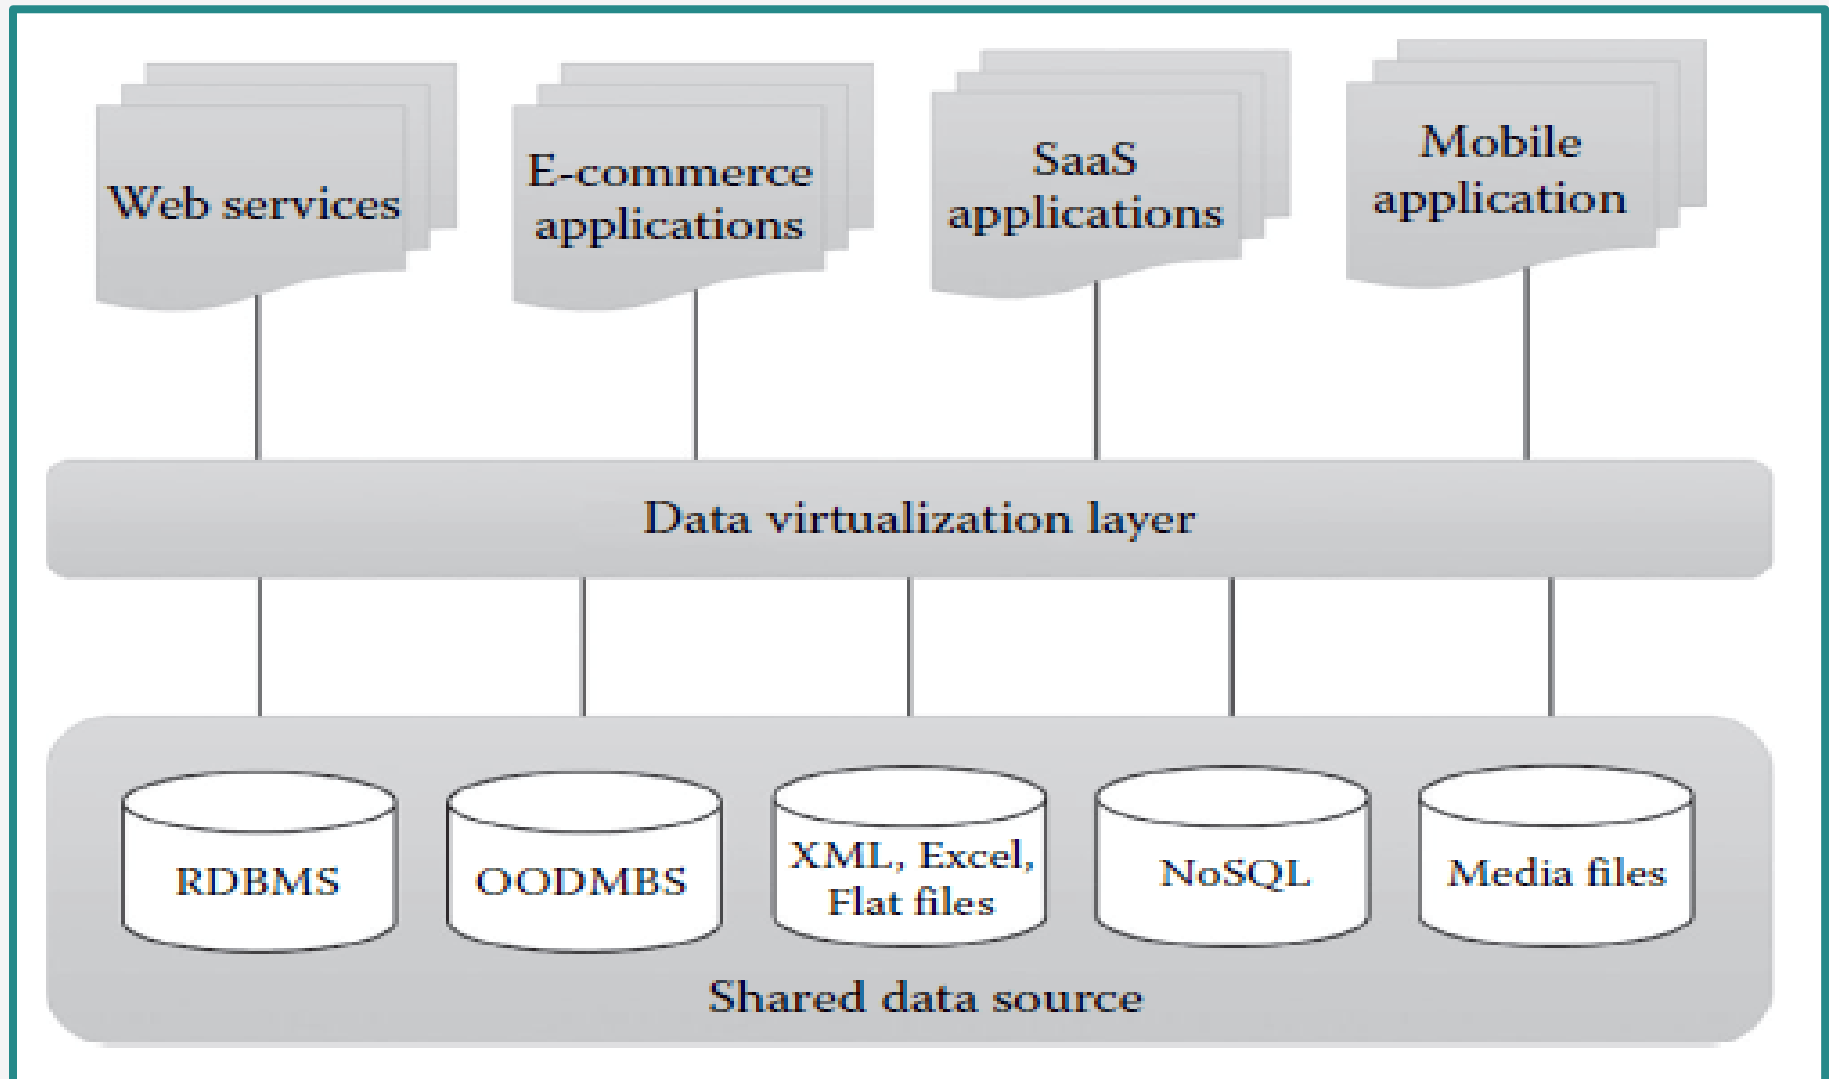 Web services
E-commerce
applications
SaaS
applications
Mobile
application
Data virtualization layer
RDBMS
OODMBS
XML, Excel,
Flat files
NoSQL
Media files
Shared data source